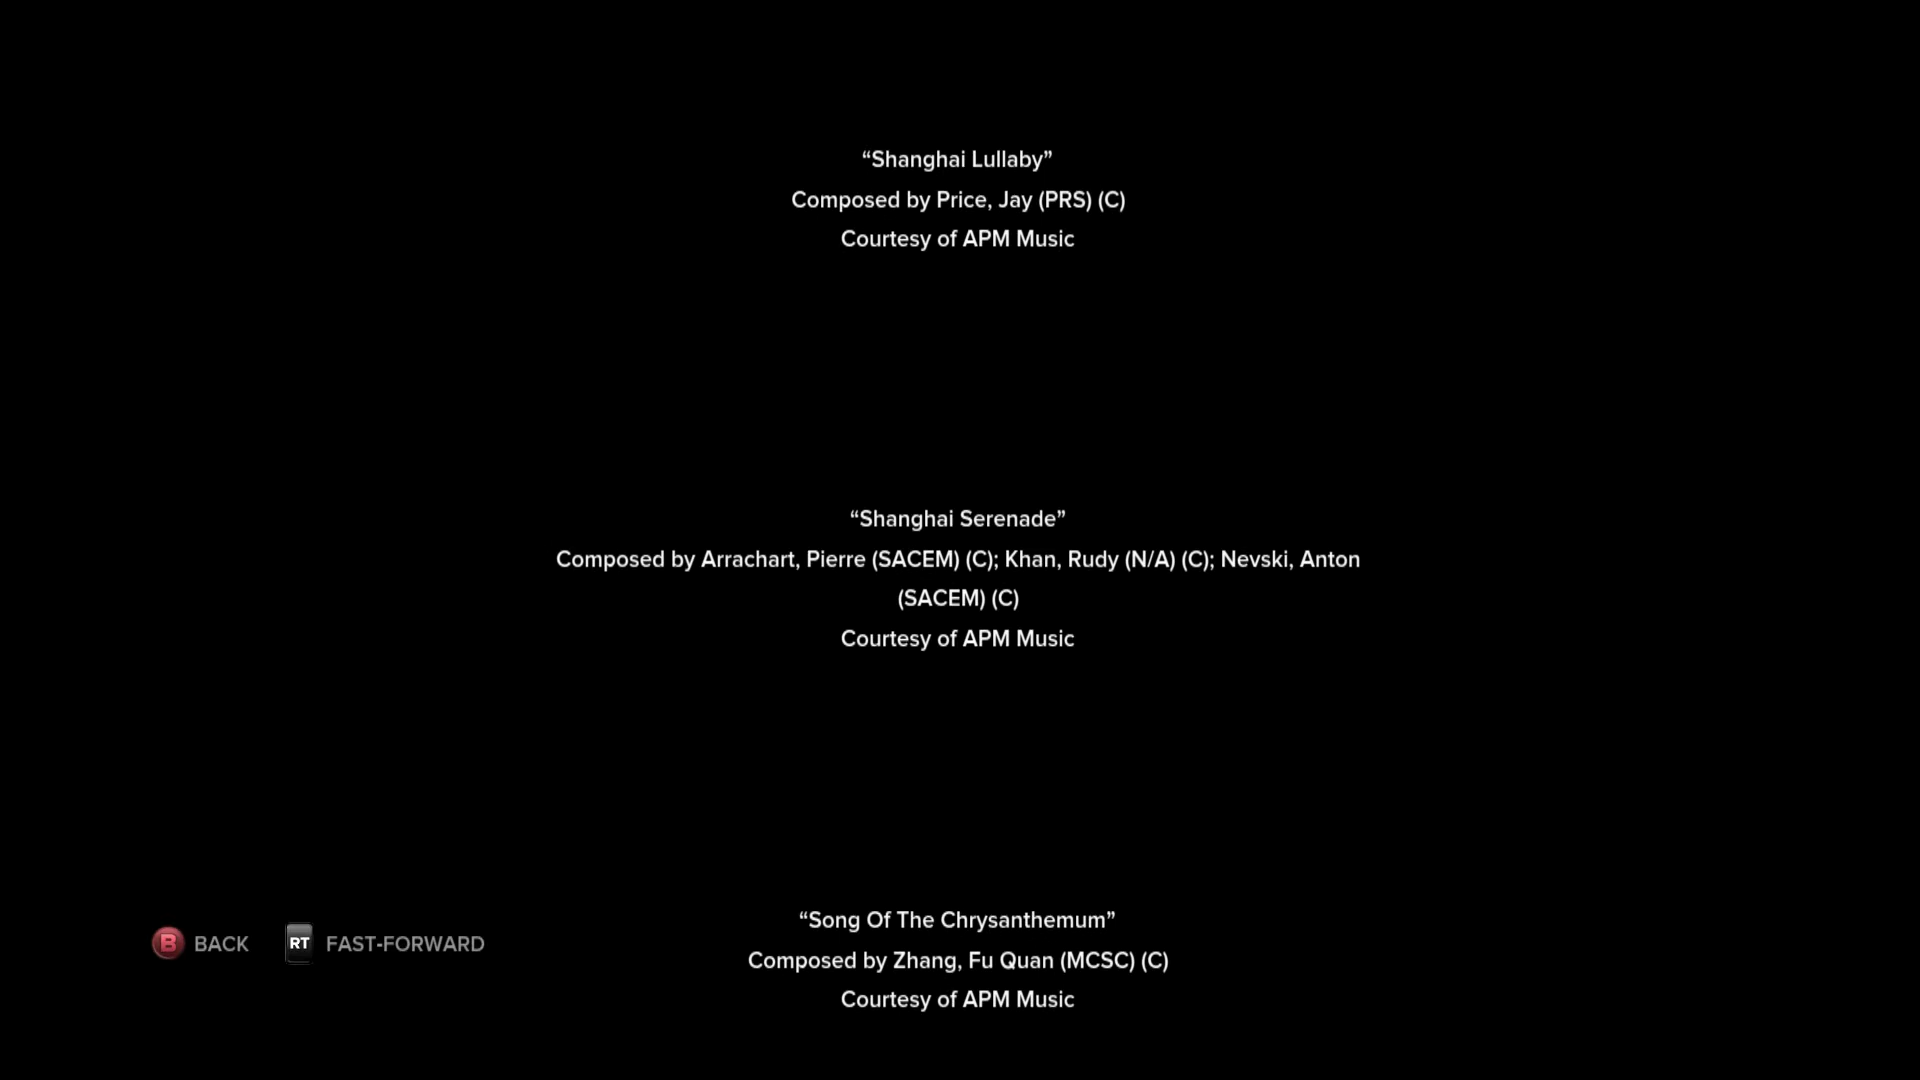 “Shanghai Lullaby”
Composed by Price, Jay (PRS) (C)
Courtesy of APM Music
“Shanghai Serenade”
Composed by Arrachart, Pierre (SACEM) (C); Khan, Rudy (N/A) (C); Nevski, Anton
(SACEM) (C)
Courtesy of APM Music
“Song Of The Chrysanthemum”
Composed by Zhang, Fu Quan (MCSC) (C)
Courtesy of APM Music
B BACK RT FAST-FORWARD